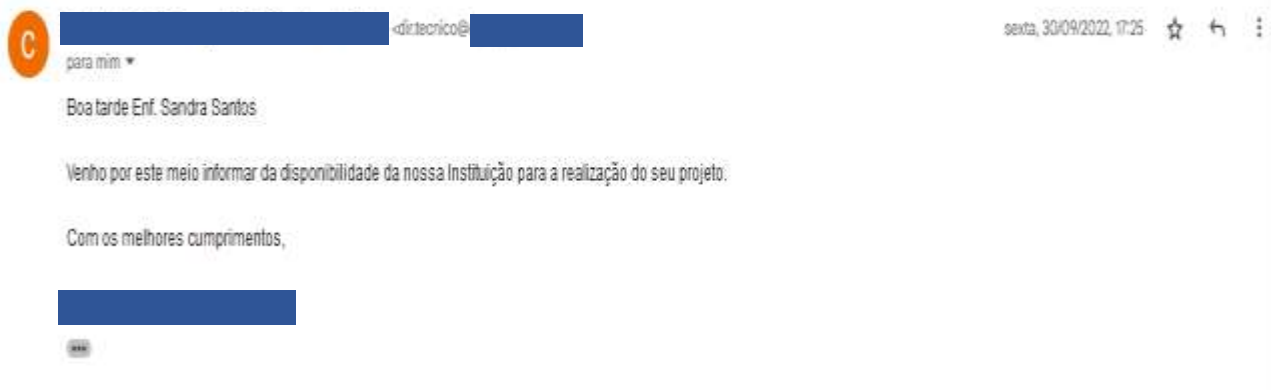 C
<dir.tecnico@
sexta, 30/09/2022, 17:25
para mim
Boa tarde Enf. Sandra Santos
Venho por este meio informar da disponibilidade da nossa Instituição para a realização do seu projeto.
Com os melhores cumprimentos,